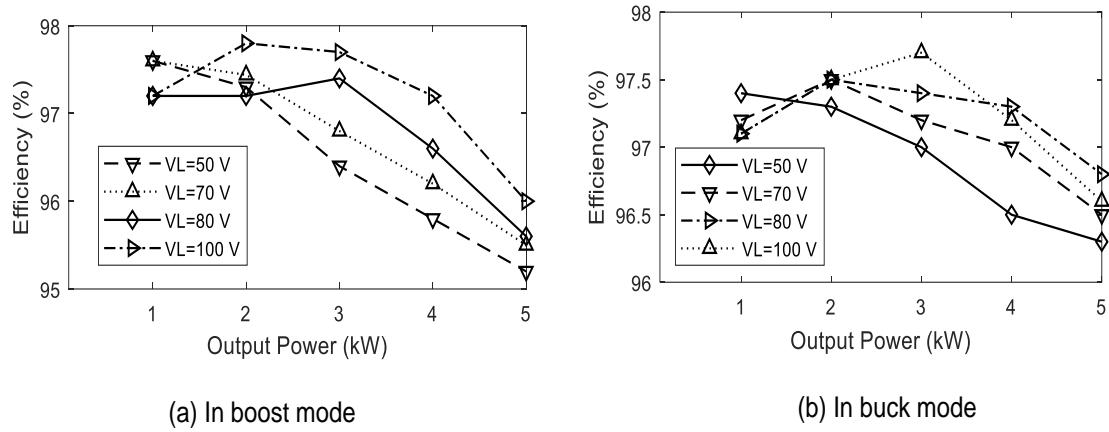 98
97
96
95
Efficiency (%)
VL=50 V
VL=70 V
VL=80 V
VL=100 V
1 2 3 4 5
Output Power (kW)
(a) In boost mode
98
97.5
97
96.5
96
Efficiency (%)
VL=50 V
VL=70 V
VL=80 V
VL=100 V
1 2 3 4 5
Output Power (kW)
(b) In buck mode